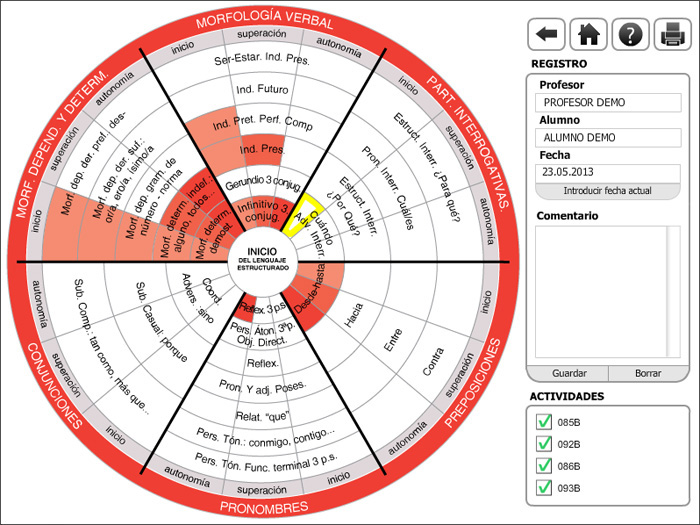 MORFOLOGÍA VERBAL
inicio
superación
autonomía
Ser-Estar. Ind. Pres.
Ind. Futuro
Ind. Pret. Perf. Comp
Ind. Pres.
Gerundio 3 conjug.
Infinitivo 3
conjug.
PART. INTERROGATIVAS.
inicio
superación
autonomía
Estruct. Interr. ¿Para qué?
Pron. Interr. Cuál/es
Estruct. Interr.
¿Por Qué?
Cuándo
Adv. Interr.
PREPOSICIONES
inicio
superación
autonomía
Desde-hasta
Hacia
Entre
Contra
PRONOMBRES
autonomía
superación
inicio
Reflex. 3 p.s.
Pers. Aton. 3ªp.
Obj. Direct.
Reflex.
Pron. Y adj. Poses.
Relat. “que”
Pers. Tón.: conmigo, contigo...
Pers. Tón. Func. terminal 3 p.s.
CONJUNCIONES
autonomía
superación
inicio
Coord.
Advers.: sino
Sub. Casual: porque
Sub. Comp.: tan como, más que...
MORF. DEPEND. Y DETERM.
inicio
superación
autonomía
Morf. dep. der. pref. des-
Morf. dep. der. suf.:
or/a, ero/a, ísimo/a
Morf. dep. gram. de
número - norma
Morf. determ. indef.:
alguno, todos...
Morf. determ.
demost.
INICIO
DEL LENGUAJE
ESTRUCTURADO
?
REGISTRO
Profesor
PROFESOR DEMO
Alumno
ALUMNO DEMO
Fecha
23.05.2013
Introducir fecha actual
Comentario
Guardar
Borrar
ACTIVIDADES
085B
092B
086B
093B